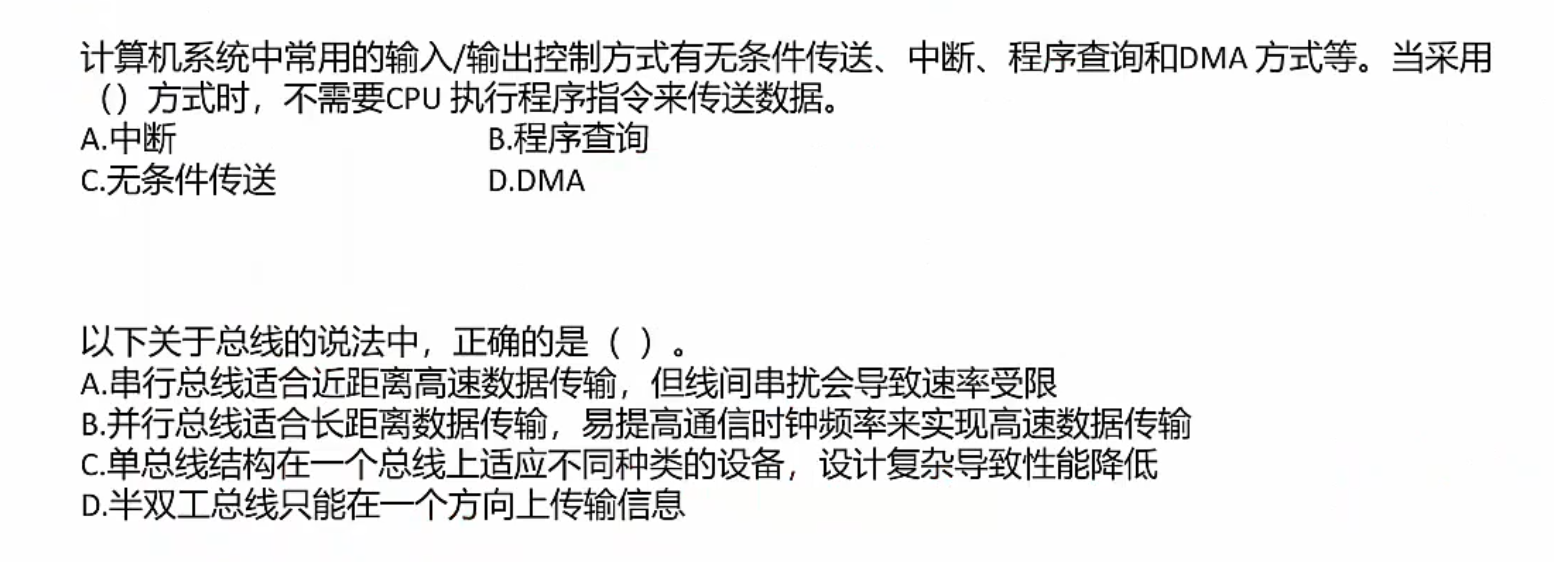 计算机系统中常用的输入/输出控制方式有无条件传送、中断、程序查询和DMA 方式等。当采用
（）方式时，不需要CPU 执行程序指令来传送数据。
A.中断 B.程序查询
C.无条件传送 D.DMA
以下关于总线的说法中，正确的是（ ）。
A.串行总线适合近距离高速数据传输，但线间串扰会导致速率受限
B.并行总线适合长距离数据传输，易提高通信时钟频率来实现高速数据传输
C.单总线结构在一个总线上适应不同种类的设备，设计复杂导致性能降低
D.半双工总线只能在一个方向上传输信息